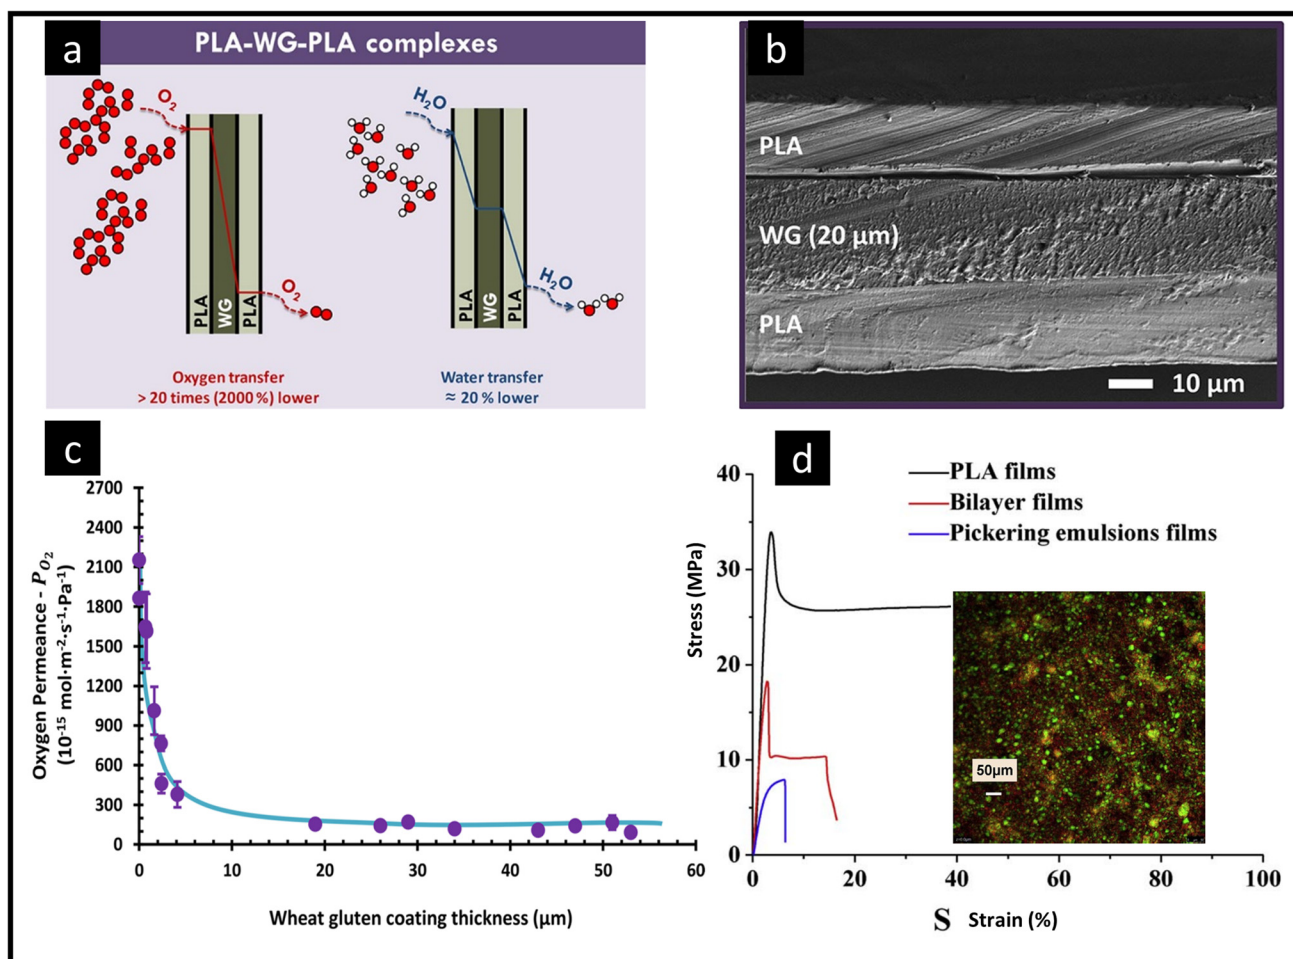 a
PLA-WG-PLA complexes
O₂
H₂O
PLA
WG
PLA
O₂
PLA
WG
PLA
H₂O
Oxygen transfer
> 20 times (2000 %) lower
Water transfer
≈ 20 % lower
b
PLA
WG (20 µm)
PLA
10 µm
c
Oxygen Permeance - P_O₂
(10⁻¹⁵ mol·m⁻²·s⁻¹·Pa⁻¹)
2700
2400
2100
1800
1500
1200
900
600
300
0
0 10 20 30 40 50 60
Wheat gluten coating thickness (µm)
d
PLA films
Bilayer films
Pickering emulsions films
Stress (MPa)
40
30
20
10
0
50µm
0 20 40 60 80 100
S Strain (%)